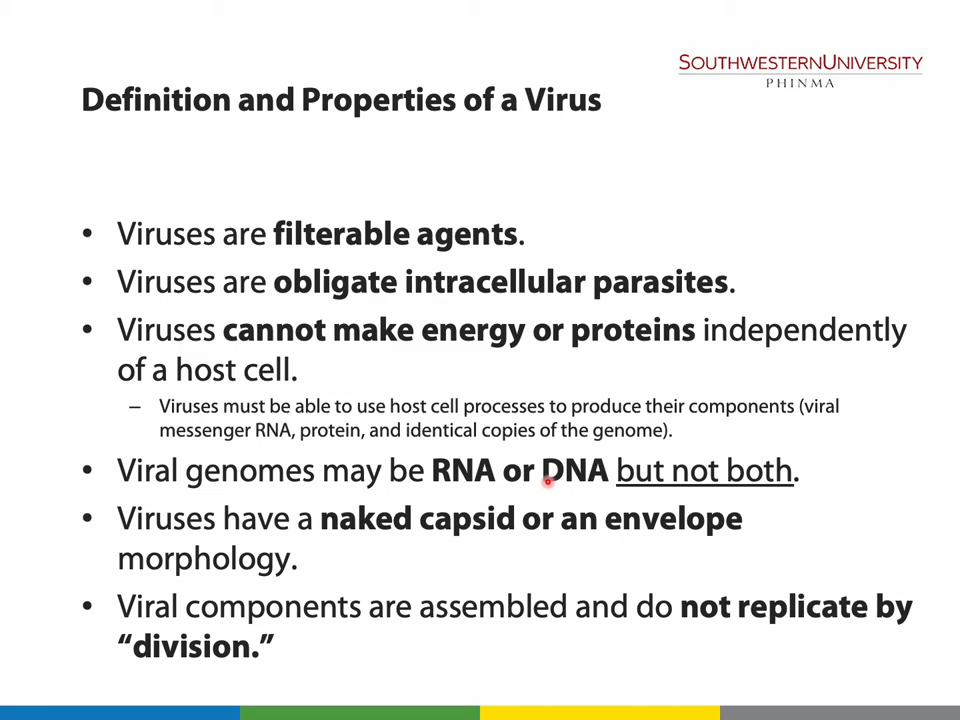 SOUTHWESTERNUNIVERSITY
PHINMA
Definition and Properties of a Virus
• Viruses are filterable agents.
• Viruses are obligate intracellular parasites.
• Viruses cannot make energy or proteins independently
of a host cell.
– Viruses must be able to use host cell processes to produce their components (viral
messenger RNA, protein, and identical copies of the genome).
• Viral genomes may be RNA or DNA but not both.
• Viruses have a naked capsid or an envelope
morphology.
• Viral components are assembled and do not replicate by
“division.”